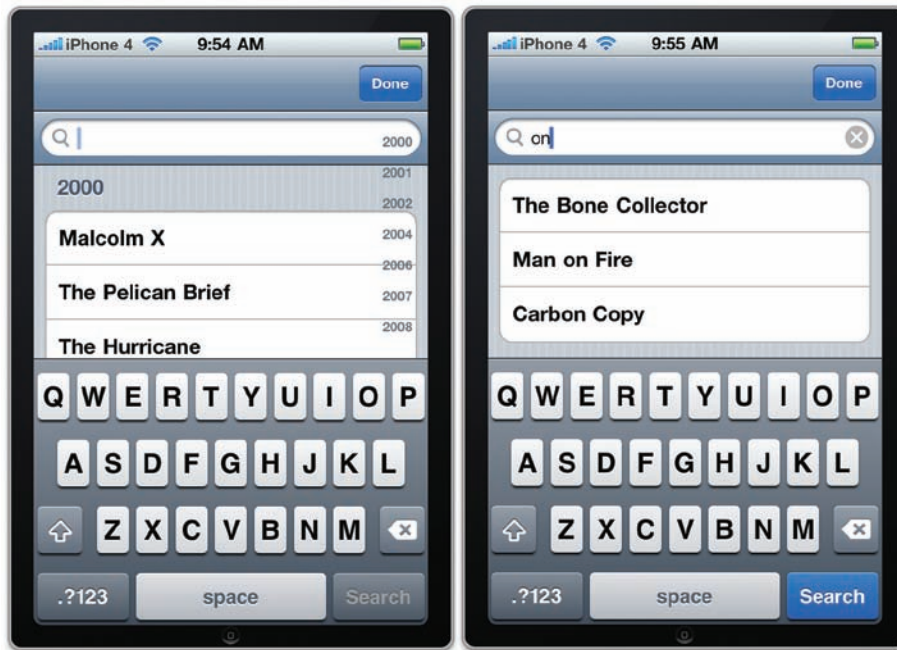 iPhone 4 9:54 AM
Done
2000
2001
2000
2002
Malcolm X
2004
2006
The Pelican Brief
2007
2008
The Hurricane
Q W E R T Y U I O P
A S D F G H J K L
Z X C V B N M
.?123 space Search
iPhone 4 9:55 AM
Done
on
The Bone Collector
Man on Fire
Carbon Copy
Q W E R T Y U I O P
A S D F G H J K L
Z X C V B N M
.?123 space Search